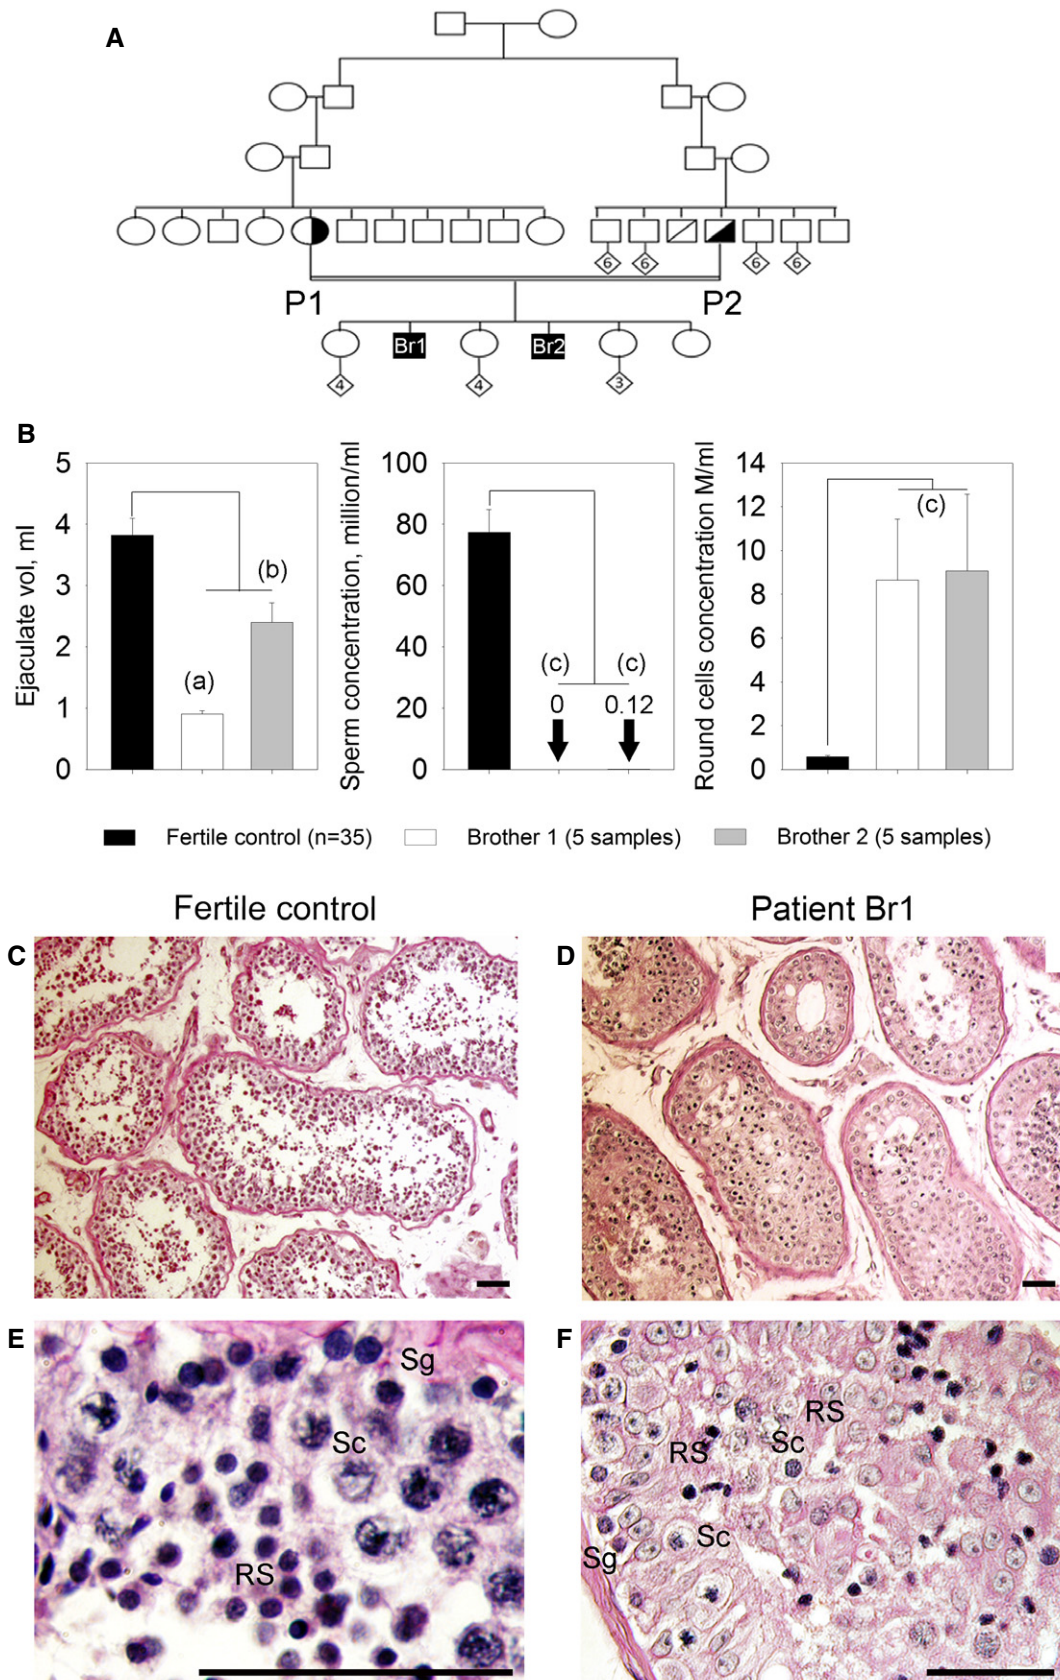 A
6 6 6 6
P1 P2
Br1 Br2
4 4 3
B
Ejaculate vol, ml
5
4
3
2
1
0
(a)
(b)
Sperm concentration, million/ml
100
80
60
40
20
0
(c) (c)
0 0.12
Round cells concentration M/ml
14
12
10
8
6
4
2
0
(c)
Fertile control (n=35) Brother 1 (5 samples) Brother 2 (5 samples)
Fertile control Patient Br1
C D
E
Sg
Sc
RS
F
RS
RS
Sc
Sc
Sg